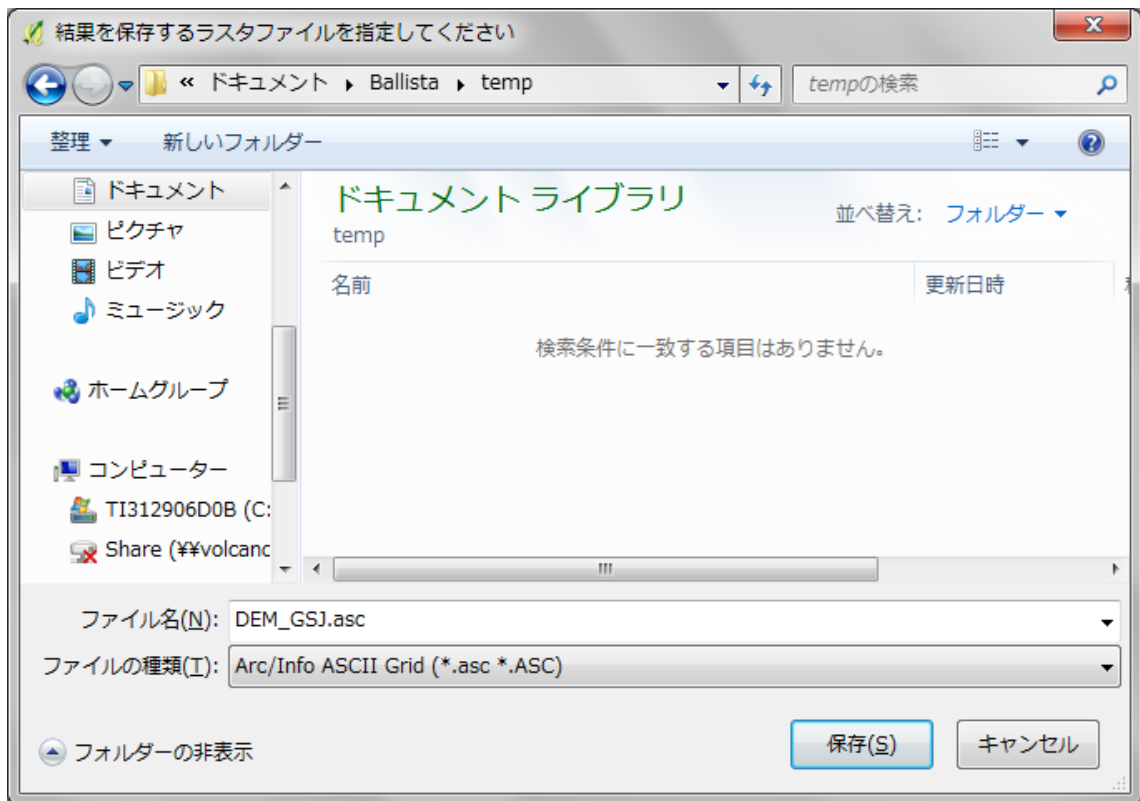 結果を保存するラスタファイルを指定してください
« ドキュメント ▸ Ballista ▸ temp
tempの検索
整理 ▼ 新しいフォルダー
ドキュメント
ピクチャ
ビデオ
ミュージック
ホームグループ
コンピューター
TI312906D0B (C:
Share (¥¥volcanc
ドキュメント ライブラリ
temp
並べ替え: フォルダー ▼
名前 更新日時
検索条件に一致する項目はありません。
ファイル名(N): DEM_GSJ.asc
ファイルの種類(T): Arc/Info ASCII Grid (*.asc *.ASC)
フォルダーの非表示
保存(S) キャンセル